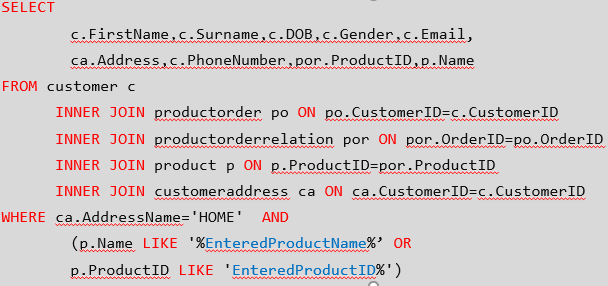 SELECT
c.FirstName,c.Surname,c.DOB,c.Gender,c.Email,
ca.Address,c.PhoneNumber,por.ProductID,p.Name
FROM customer c
INNER JOIN productorder po ON po.CustomerID=c.CustomerID
INNER JOIN productorderrelation por ON por.OrderID=po.OrderID
INNER JOIN product p ON p.ProductID=por.ProductID
INNER JOIN customeraddress ca ON ca.CustomerID=c.CustomerID
WHERE ca.AddressName='HOME' AND
(p.Name LIKE '%EnteredProductName%’ OR
p.ProductID LIKE 'EnteredProductID%')